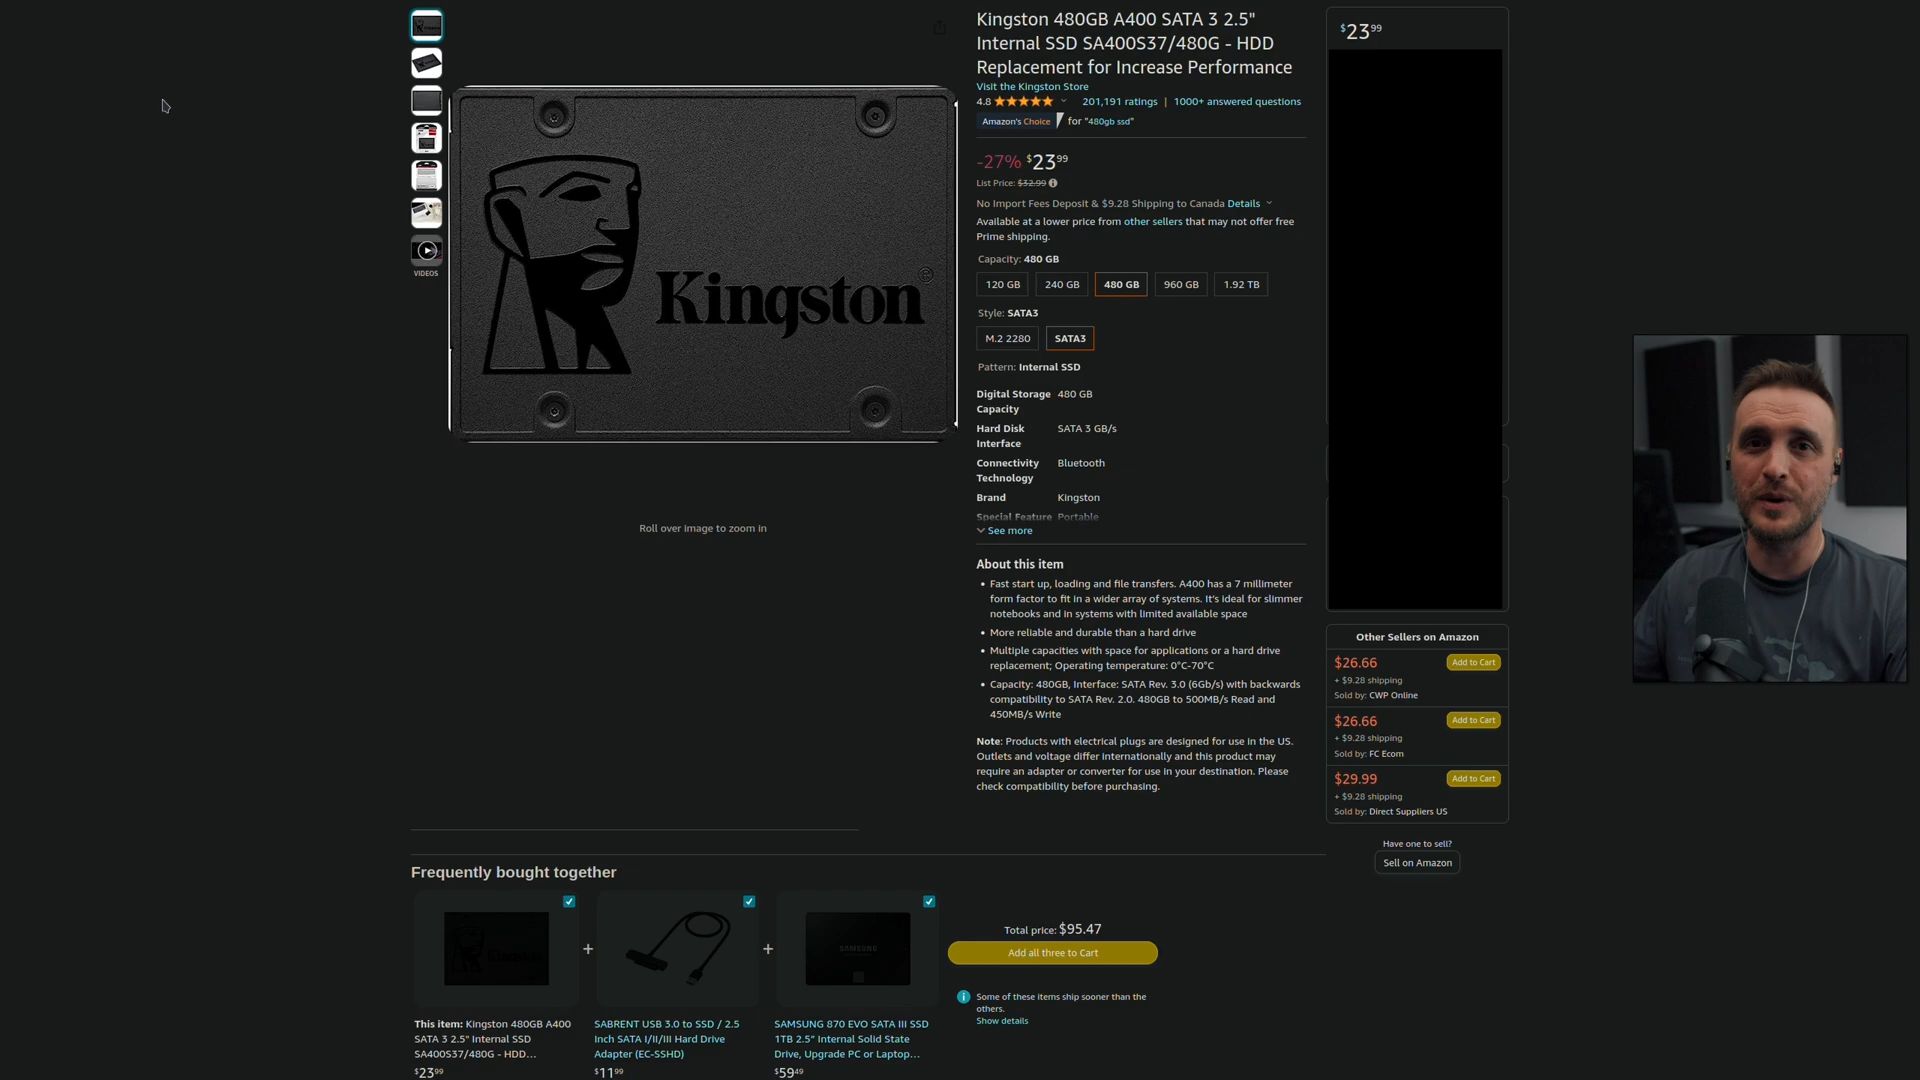 Kingston 480GB A400 SATA 3 2.5"
Internal SSD SA400S37/480G - HDD
Replacement for Increase Performance
Visit the Kingston Store
4.8
201,191 ratings | 1000+ answered questions
Amazon's Choice for "480gb ssd"
-27% $23 99
List Price: $32.99
No Import Fees Deposit & $9.28 Shipping to Canada Details
Available at a lower price from other sellers that may not offer free
Prime shipping.
Capacity: 480 GB
120 GB 240 GB 480 GB 960 GB 1.92 TB
Style: SATA3
M.2 2280 SATA3
Pattern: Internal SSD
Digital Storage 480 GB
Capacity
Hard Disk SATA 3 GB/s
Interface
Connectivity Bluetooth
Technology
Brand Kingston
Special Feature Portable
See more
About this item
• Fast start up, loading and file transfers. A400 has a 7 millimeter
form factor to fit in a wider array of systems. It's ideal for slimmer
notebooks and in systems with limited available space
• More reliable and durable than a hard drive
• Multiple capacities with space for applications or a hard drive
replacement; Operating temperature: 0°C-70°C
• Capacity: 480GB, Interface: SATA Rev. 3.0 (6Gb/s) with backwards
compatibility to SATA Rev. 2.0. 480GB to 500MB/s Read and
450MB/s Write
Note: Products with electrical plugs are designed for use in the US.
Outlets and voltage differ internationally and this product may
require an adapter or converter for use in your destination. Please
check compatibility before purchasing.
VIDEOS
Kingston®
Roll over image to zoom in
$23 99
Other Sellers on Amazon
$26.66 Add to Cart
+ $9.28 shipping
Sold by: CWP Online
$26.66 Add to Cart
+ $9.28 shipping
Sold by: FC Ecom
$29.99 Add to Cart
+ $9.28 shipping
Sold by: Direct Suppliers US
Have one to sell?
Sell on Amazon
Frequently bought together
+
+
SAMSUNG
Total price: $95.47
Add all three to Cart
Some of these items ship sooner than the
others.
Show details
This item: Kingston 480GB A400
SATA 3 2.5" Internal SSD
SA400S37/480G - HDD...
$23 99
SABRENT USB 3.0 to SSD / 2.5
Inch SATA I/II/III Hard Drive
Adapter (EC-SSHD)
$11 99
SAMSUNG 870 EVO SATA III SSD
1TB 2.5" Internal Solid State
Drive, Upgrade PC or Laptop...
$59 49